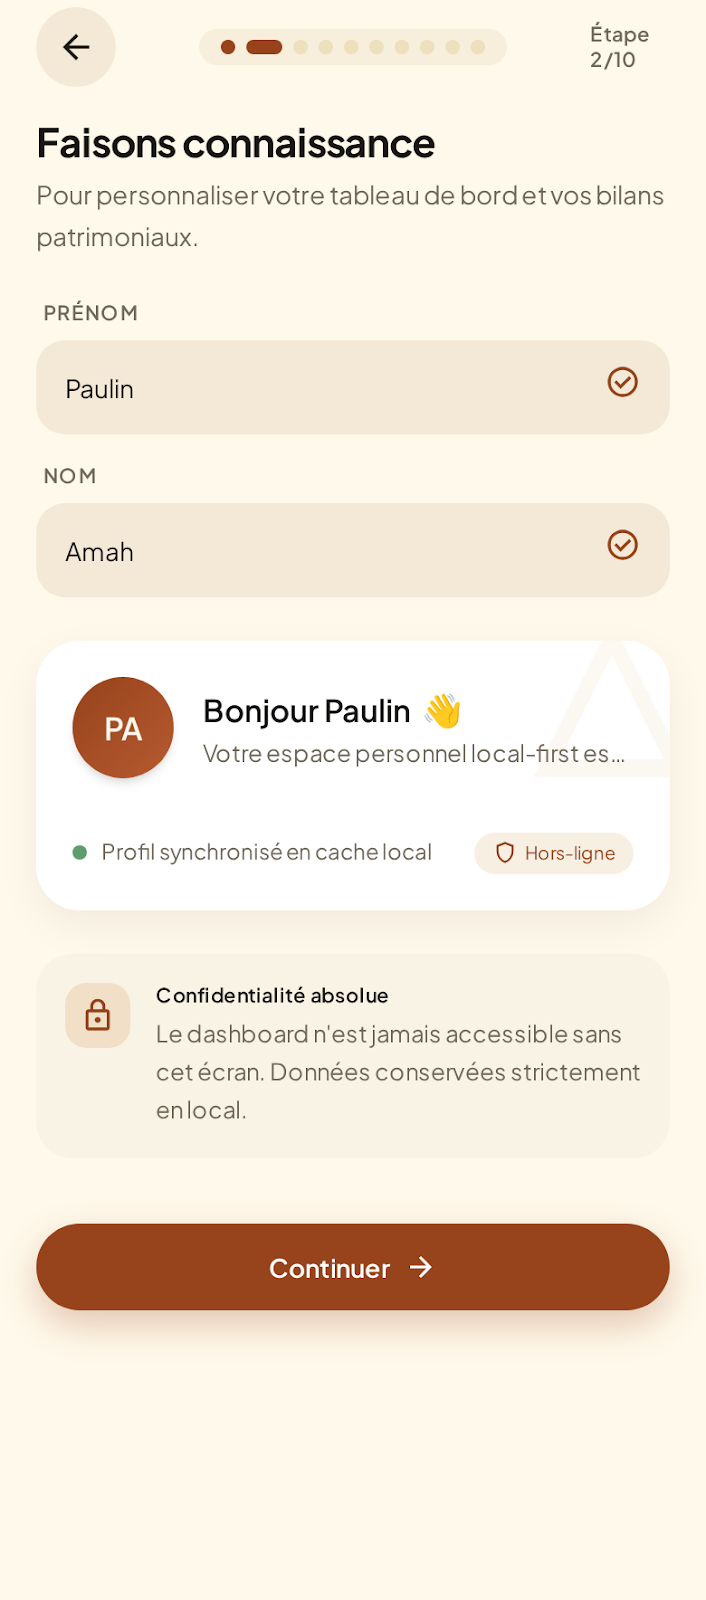 Étape
2/10
Faisons connaissance
Pour personnaliser votre tableau de bord et vos bilans
patrimoniaux.
PRÉNOM
Paulin
NOM
Amah
PA
Bonjour Paulin 👋
Votre espace personnel local-first es...
Profil synchronisé en cache local
Hors-ligne
Confidentialité absolue
Le dashboard n'est jamais accessible sans
cet écran. Données conservées strictement
en local.
Continuer →